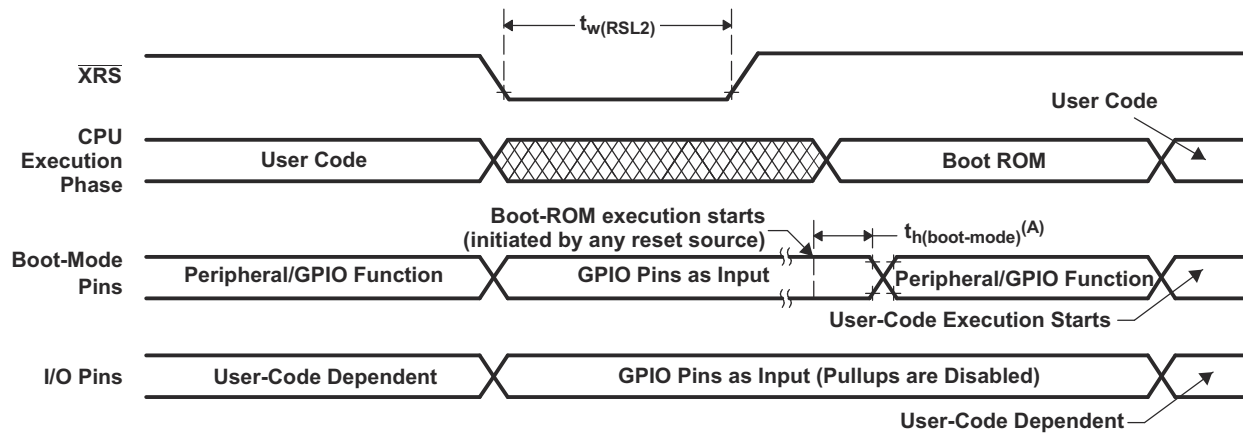 tw(RSL2)
XRS
User Code
CPU
Execution
Phase
User Code
Boot ROM
Boot-ROM execution starts
(initiated by any reset source)
th(boot-mode)(A)
Boot-Mode
Pins
Peripheral/GPIO Function
GPIO Pins as Input
Peripheral/GPIO Function
User-Code Execution Starts
I/O Pins
User-Code Dependent
GPIO Pins as Input (Pullups are Disabled)
User-Code Dependent